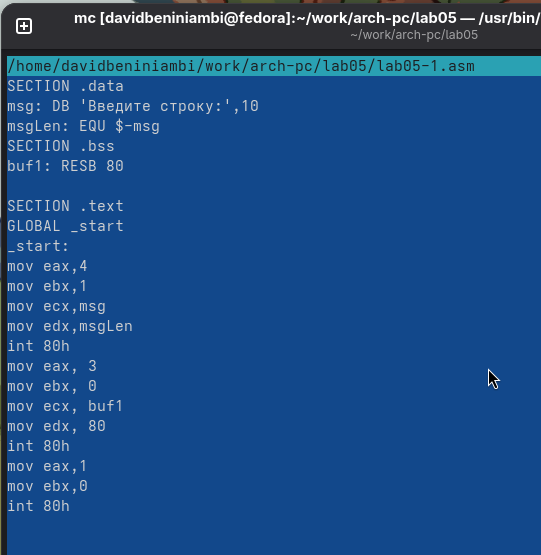 mc [davidbeniniambi@fedora]:~/work/arch-pc/lab05 — /usr/bin/
~/work/arch-pc/lab05
/home/davidbeniniambi/work/arch-pc/lab05/lab05-1.asm
SECTION .data
msg: DB 'Введите строку:',10
msgLen: EQU $-msg
SECTION .bss
buf1: RESB 80
SECTION .text
GLOBAL _start
_start:
mov eax,4
mov ebx,1
mov ecx,msg
mov edx,msgLen
int 80h
mov eax, 3
mov ebx, 0
mov ecx, buf1
mov edx, 80
int 80h
mov eax,1
mov ebx,0
int 80h